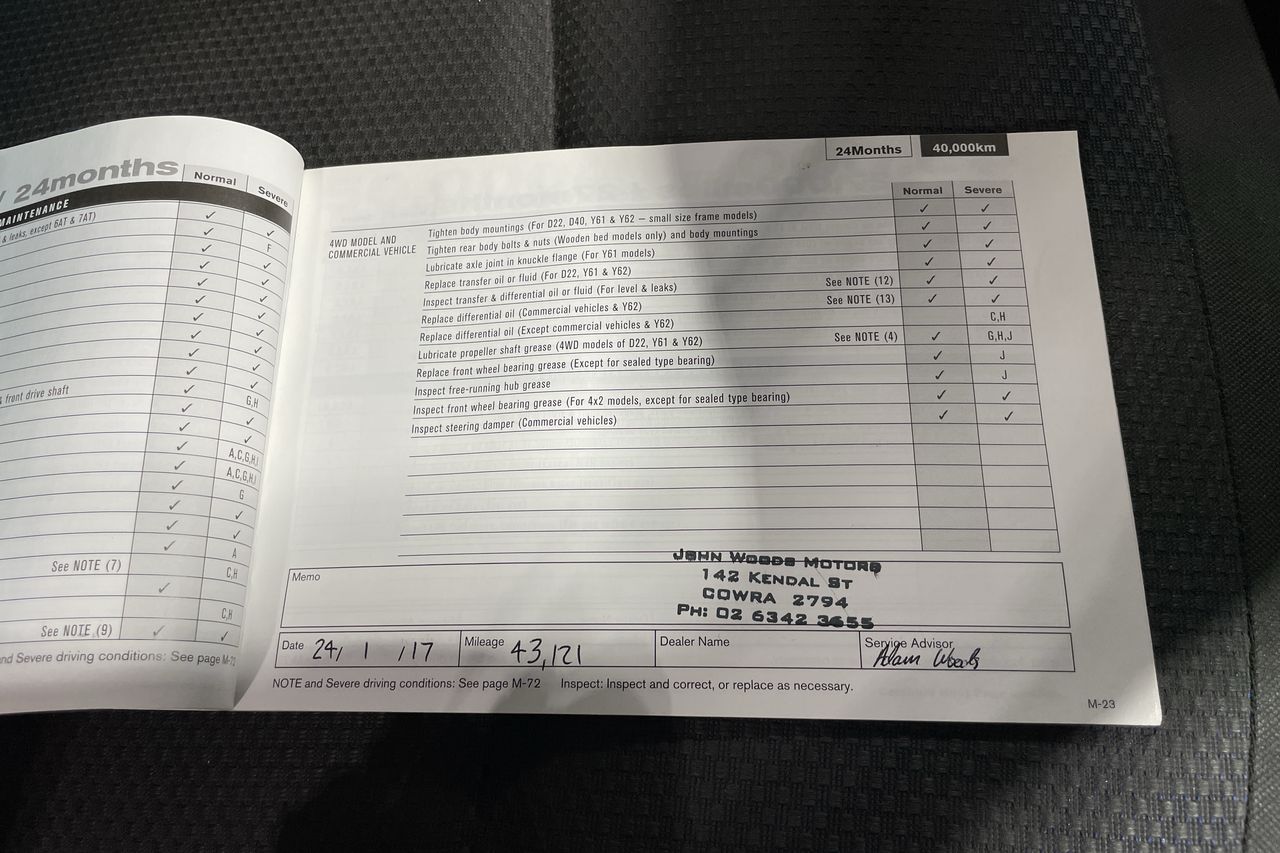 / 24months
Normal
Severe
MAINTENANCE
& leaks, except 6AT & 7AT)
✓ ✓
✓ F
✓ ✓
✓ ✓
✓ ✓
✓ ✓
✓ ✓
✓ ✓
✓ ✓
✓ ✓
& front drive shaft
✓ G,H
✓ ✓
✓ ✓
✓ A,C,G,H,J
✓ A,C,G,H,J
✓ G
✓ ✓
✓ ✓
✓ A
See NOTE (7)
C,H
✓
C,H
See NOTE (9) ✓ ✓
and Severe driving conditions: See page M-72
24Months
40,000km
Normal
Severe
4WD MODEL AND
COMMERCIAL VEHICLE
Tighten body mountings (For D22, D40, Y61 & Y62 – small size frame models) ✓ ✓
Tighten rear body bolts & nuts (Wooden bed models only) and body mountings ✓ ✓
Lubricate axle joint in knuckle flange (For Y61 models) ✓ ✓
Replace transfer oil or fluid (For D22, Y61 & Y62) ✓ ✓
Inspect transfer & differential oil or fluid (For level & leaks) See NOTE (12) ✓ ✓
Replace differential oil (Commercial vehicles & Y62) See NOTE (13) ✓ ✓
Replace differential oil (Except commercial vehicles & Y62) C,H
Lubricate propeller shaft grease (4WD models of D22, Y61 & Y62) See NOTE (4) ✓ G,H,J
Replace front wheel bearing grease (Except for sealed type bearing) ✓ J
Inspect free-running hub grease ✓ J
Inspect front wheel bearing grease (For 4x2 models, except for sealed type bearing) ✓ ✓
Inspect steering damper (Commercial vehicles) ✓ ✓
Memo
JOHN WOODS MOTORS
142 KENDAL ST
COWRA 2794
PH: 02 6342 3655
Date 24/ 1 /17
Mileage 43,121
Dealer Name
Service Advisor
Adam Woods
NOTE and Severe driving conditions: See page M-72 Inspect: Inspect and correct, or replace as necessary.
M-23